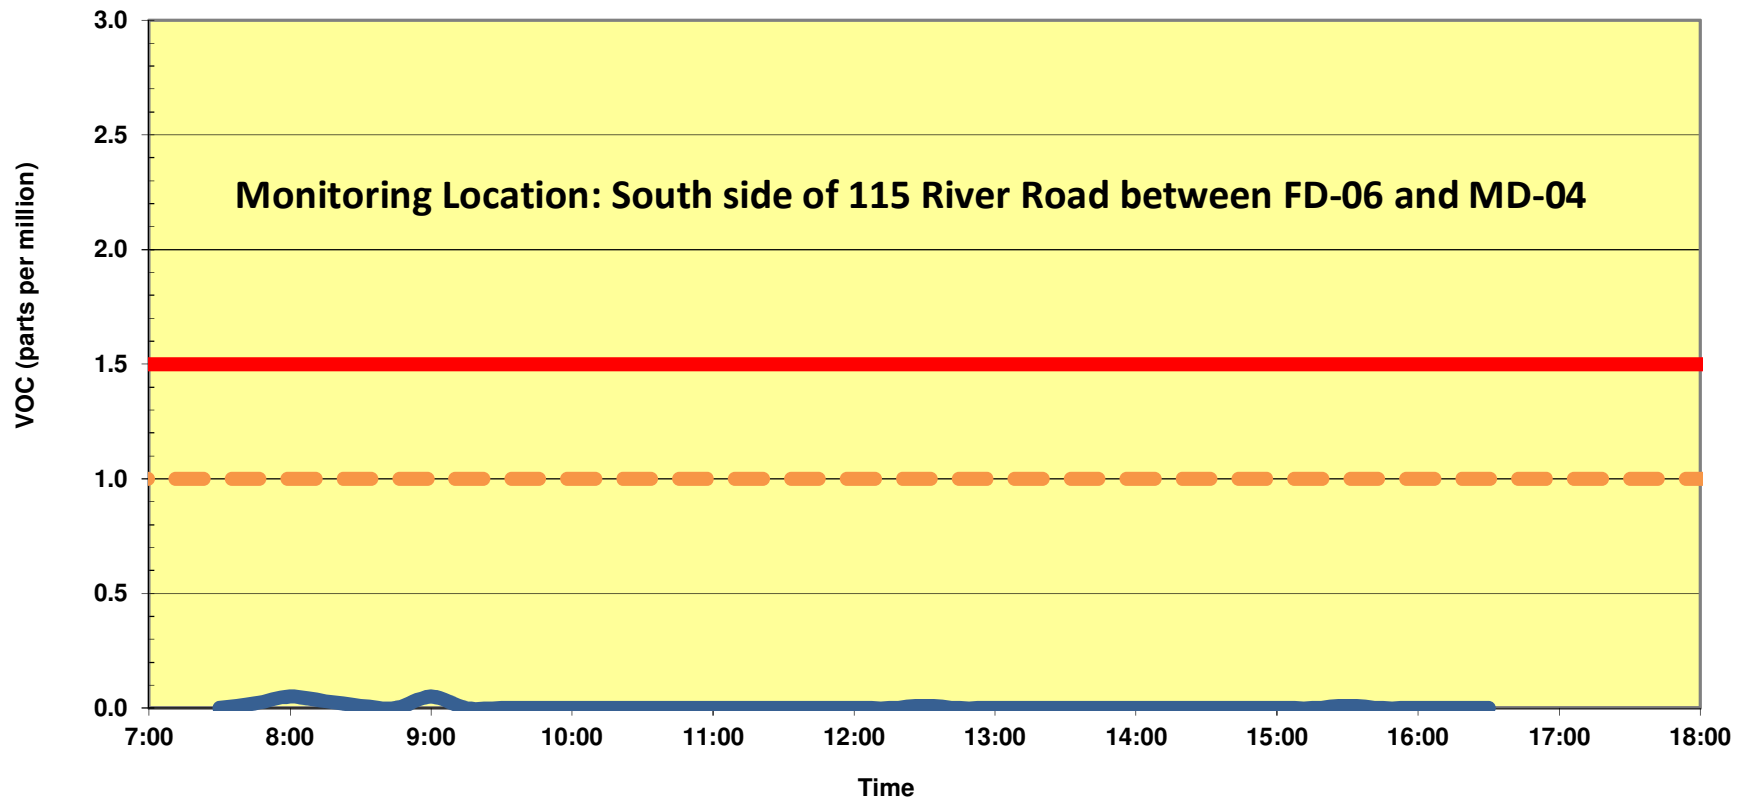 3.0
2.5
Monitoring Location: South side of 115 River Road between FD-06 and MD-04
2.0
1.5
1.0
0.5
0.0
VOC (parts per million)
7:00 8:00 9:00 10:00 11:00 12:00 13:00 14:00 15:00 16:00 17:00 18:00
Time